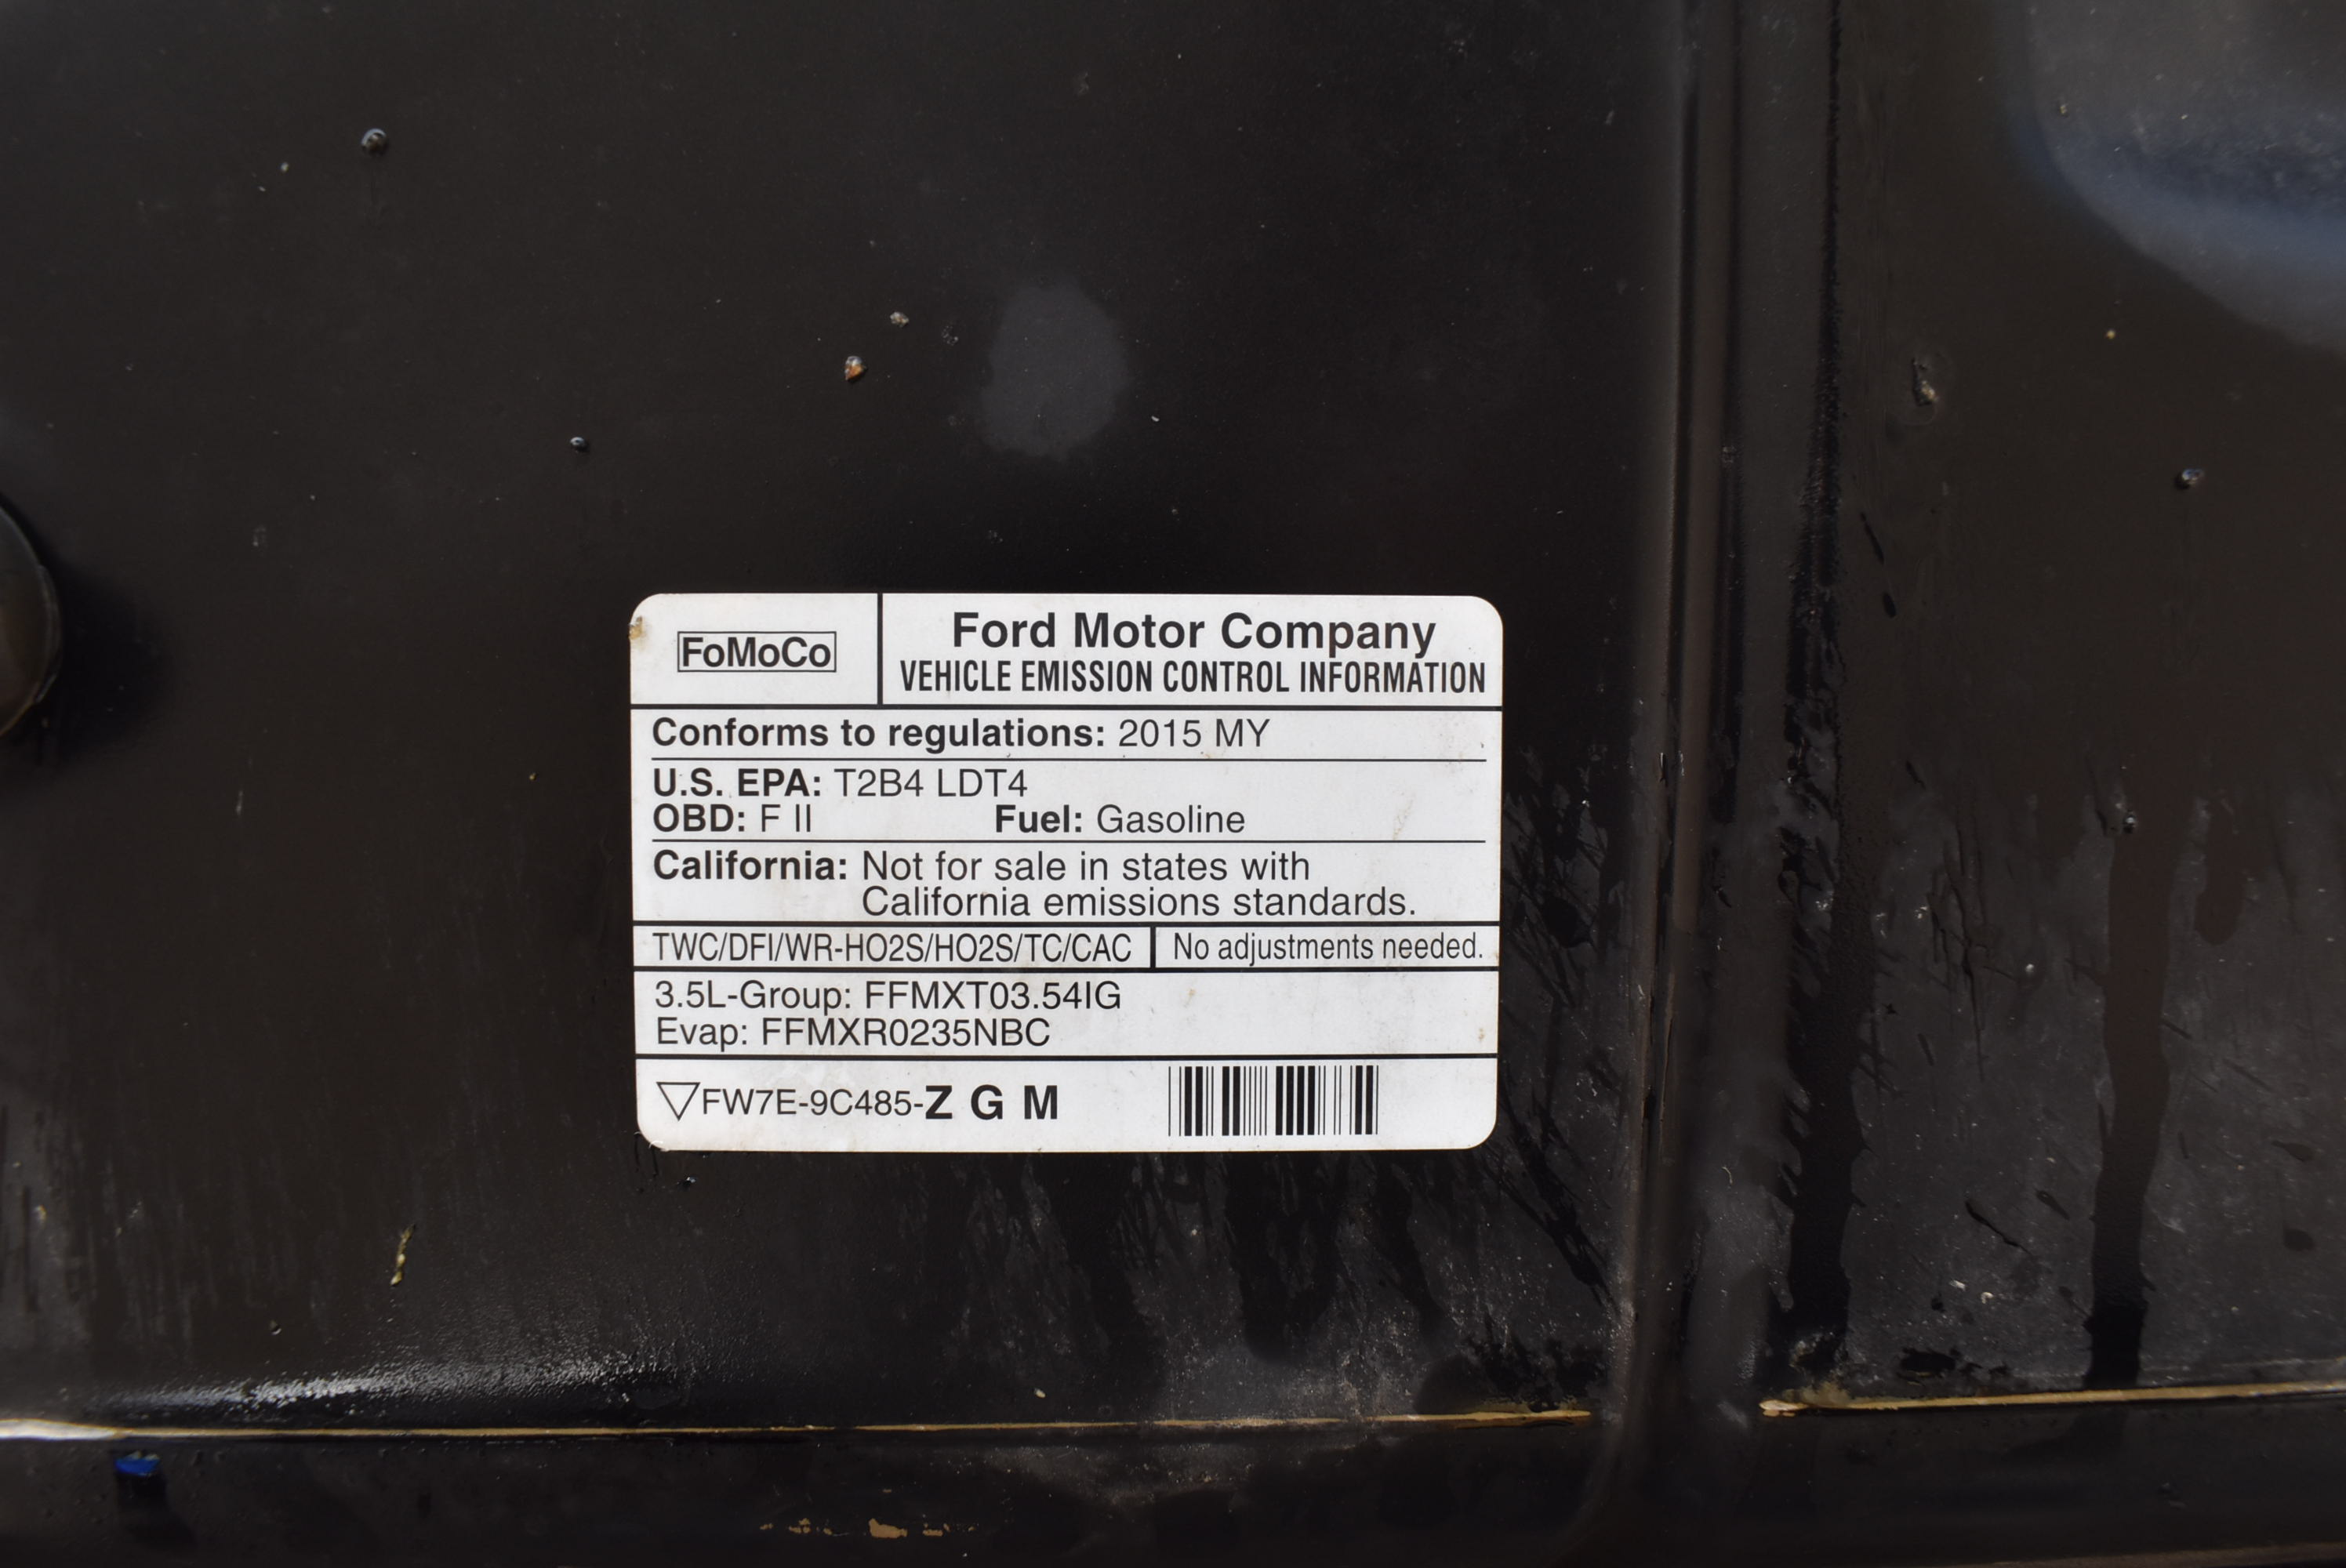 FoMoCo
Ford Motor Company
VEHICLE EMISSION CONTROL INFORMATION
Conforms to regulations: 2015 MY
U.S. EPA: T2B4 LDT4
OBD: F II Fuel: Gasoline
California: Not for sale in states with
California emissions standards.
TWC/DFI/WR-HO2S/HO2S/TC/CAC No adjustments needed.
3.5L-Group: FFMXT03.54IG
Evap: FFMXR0235NBC
▽FW7E-9C485-Z G M